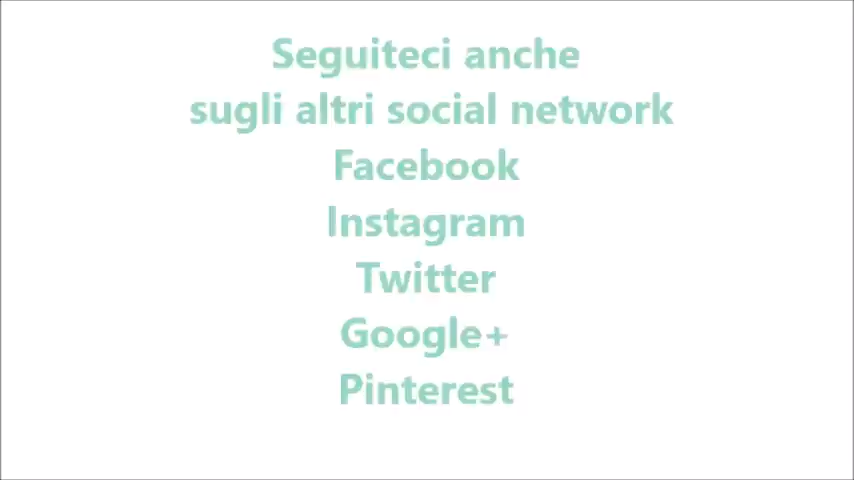 Seguiteci anche
sugli altri social network
Facebook
Instagram
Twitter
Google+
Pinterest